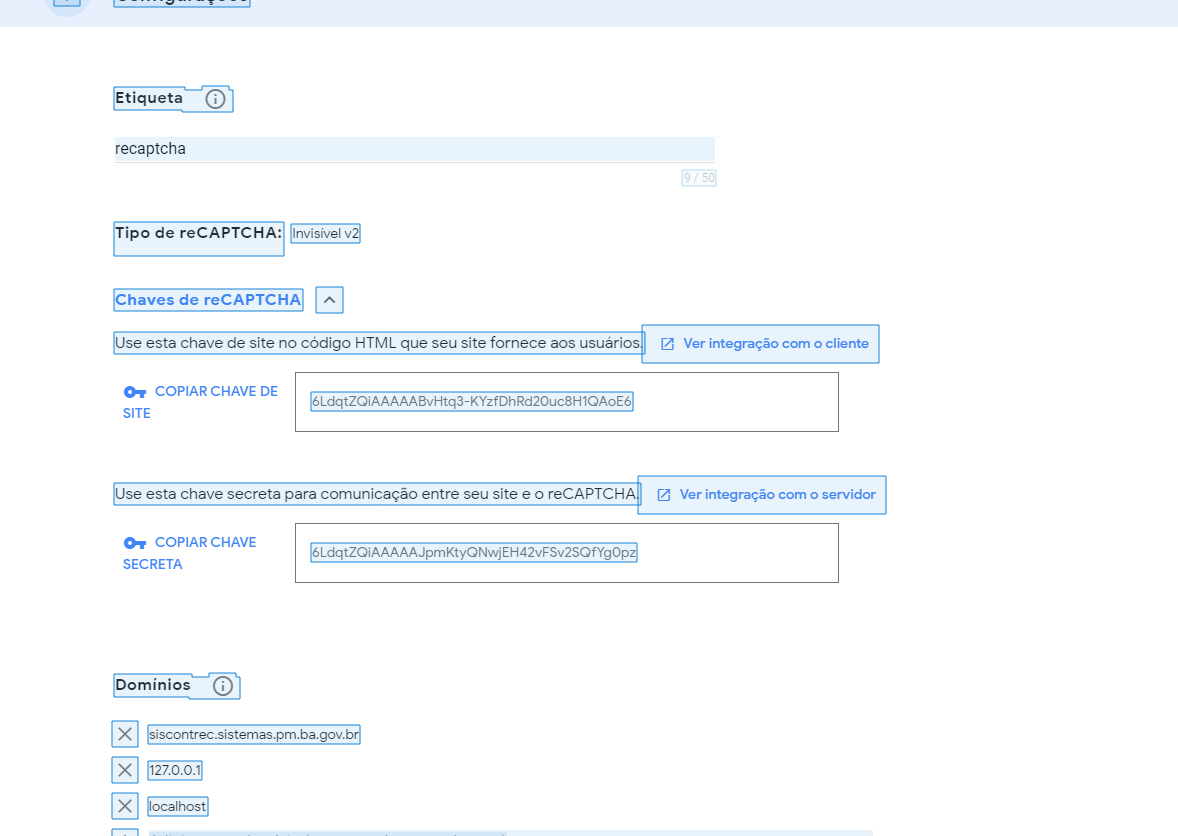 Configurações
Etiqueta
recaptcha
9 / 50
Tipo de reCAPTCHA: Invisível v2
Chaves de reCAPTCHA
Use esta chave de site no código HTML que seu site fornece aos usuários. Ver integração com o cliente
COPIAR CHAVE DE
SITE
6LdqtZQiAAAAABvHtq3-KYzfDhRd20uc8H1QAoE6
Use esta chave secreta para comunicação entre seu site e o reCAPTCHA. Ver integração com o servidor
COPIAR CHAVE
SECRETA
6LdqtZQiAAAAAJpmKtyQNwjEH42vFSv2SQfYg0pz
Domínios
siscontrec.sistemas.pm.ba.gov.br
127.0.0.1
localhost